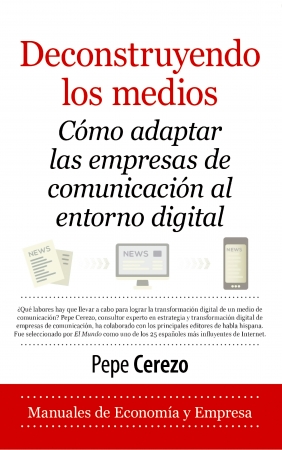 Deconstruyendo
los medios
Cómo adaptar
las empresas de
comunicación al
entorno digital
NEWS
NEWS
NEWS
¿Qué labores hay que llevar a cabo para lograr la transformación digital de un medio de
comunicación? Pepe Cerezo, consultor experto en estrategia y transformación digital de
empresas de comunicación, ha colaborado con los principales editores de habla hispana.
Fue seleccionado por El Mundo como uno de los 25 españoles más influyentes de Internet.
Pepe Cerezo
Manuales de Economía y Empresa